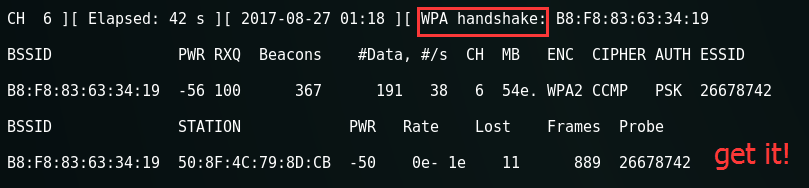 CH  6 ][ Elapsed: 42 s ][ 2017-08-27 01:18 ][ WPA handshake: B8:F8:83:63:34:19
BSSID PWR RXQ Beacons #Data, #/s CH MB ENC CIPHER AUTH ESSID
B8:F8:83:63:34:19 -56 100 367 191 38 6 54e. WPA2 CCMP PSK 26678742
BSSID STATION PWR Rate Lost Frames Probe
B8:F8:83:63:34:19 50:8F:4C:79:8D:CB -50 0e- 1e 11 889 26678742
get it!